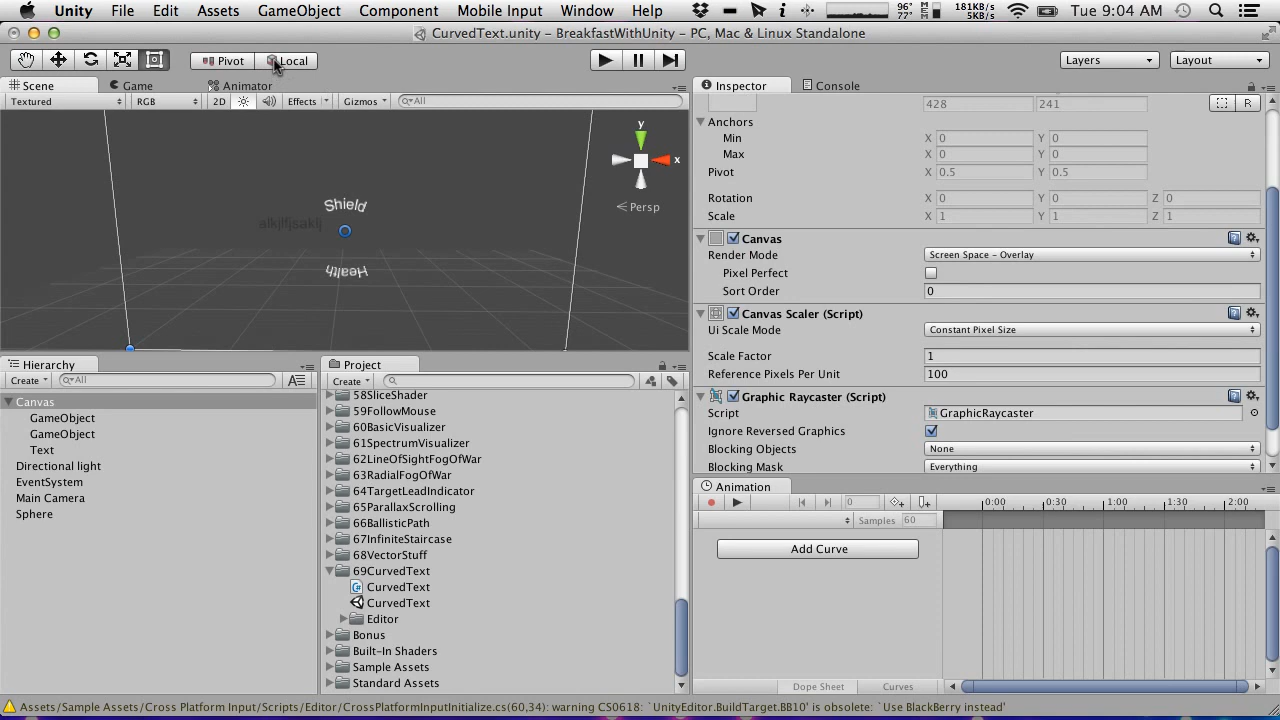 Unity File Edit Assets GameObject Component Mobile Input Window Help 96° 77° MEM 181KB/s 5KB/s Tue 9:04 AM
CurvedText.unity – BreakfastWithUnity – PC, Mac & Linux Standalone
Pivot Local Layers Layout
Scene Game Animator
Textured RGB 2D Effects Gizmos All
y
x
Persp
Shield
alkjlfjsaklj
Health
Inspector Console
428 241
Anchors
Min X 0 Y 0
Max X 0 Y 0
Pivot X 0.5 Y 0.5
Rotation X 0 Y 0 Z 0
Scale X 1 Y 1 Z 1
Canvas
Render Mode Screen Space - Overlay
Pixel Perfect
Sort Order 0
Canvas Scaler (Script)
Ui Scale Mode Constant Pixel Size
Scale Factor 1
Reference Pixels Per Unit 100
Graphic Raycaster (Script)
Script GraphicRaycaster
Ignore Reversed Graphics
Blocking Objects None
Blocking Mask Everything
Hierarchy
Create All
Canvas
GameObject
GameObject
Text
Directional light
EventSystem
Main Camera
Sphere
Project
Create
58SliceShader
59FollowMouse
60BasicVisualizer
61SpectrumVisualizer
62LineOfSightFogOfWar
63RadialFogOfWar
64TargetLeadIndicator
65ParallaxScrolling
66BallisticPath
67InfiniteStaircase
68VectorStuff
69CurvedText
CurvedText
CurvedText
Editor
Bonus
Built-In Shaders
Sample Assets
Standard Assets
Animation
0 0:00 0:30 1:00 1:30 2:00
Samples 60
Add Curve
Dope Sheet Curves
Assets/Sample Assets/Cross Platform Input/Scripts/Editor/CrossPlatformInputInitialize.cs(60,34): warning CS0618: `UnityEditor.BuildTarget.BB10' is obsolete: `Use BlackBerry instead'